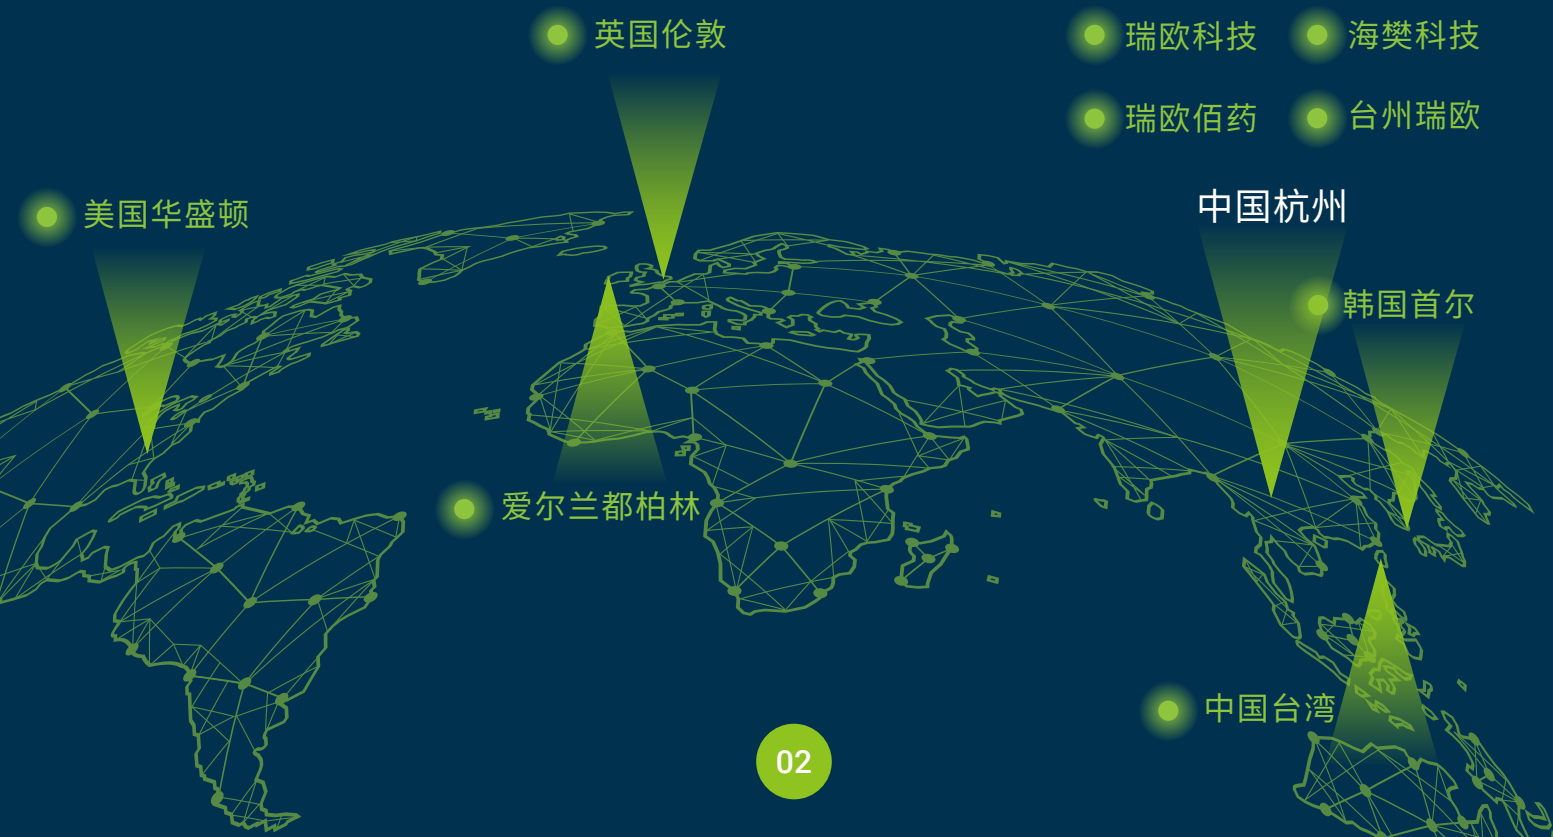 英国伦敦
瑞欧科技
海樊科技
瑞欧佰药
台州瑞欧
中国杭州
美国华盛顿
韩国首尔
爱尔兰都柏林
中国台湾
02